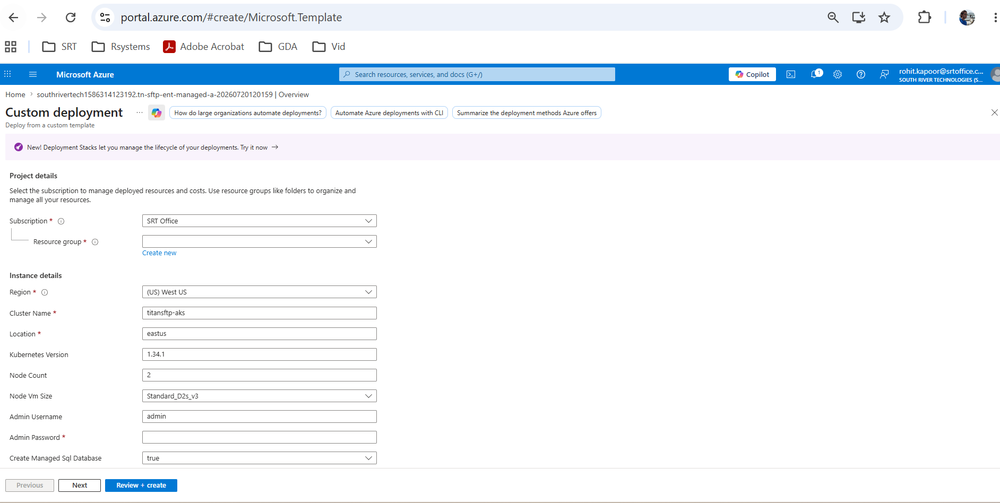 portal.azure.com/#create/Microsoft.Template
SRT
Rsystems
Adobe Acrobat
GDA
Vid
Microsoft Azure
Search resources, services, and docs (G+/)
Copilot
1
rohit.kapoor@srtoffice.c...
SOUTH RIVER TECHNOLOGIES (S...
Home > southrivertech1586314123192.tn-sftp-ent-managed-a-20260720120159 | Overview
Custom deployment ...
How do large organizations automate deployments?
Automate Azure deployments with CLI
Summarize the deployment methods Azure offers
Deploy from a custom template
New! Deployment Stacks let you manage the lifecycle of your deployments. Try it now →
Project details
Select the subscription to manage deployed resources and costs. Use resource groups like folders to organize and
manage all your resources.
Subscription * SRT Office
Resource group *
Create new
Instance details
Region * (US) West US
Cluster Name * titansftp-aks
Location * eastus
Kubernetes Version 1.34.1
Node Count 2
Node Vm Size Standard_D2s_v3
Admin Username admin
Admin Password *
Create Managed Sql Database true
Previous
Next
Review + create